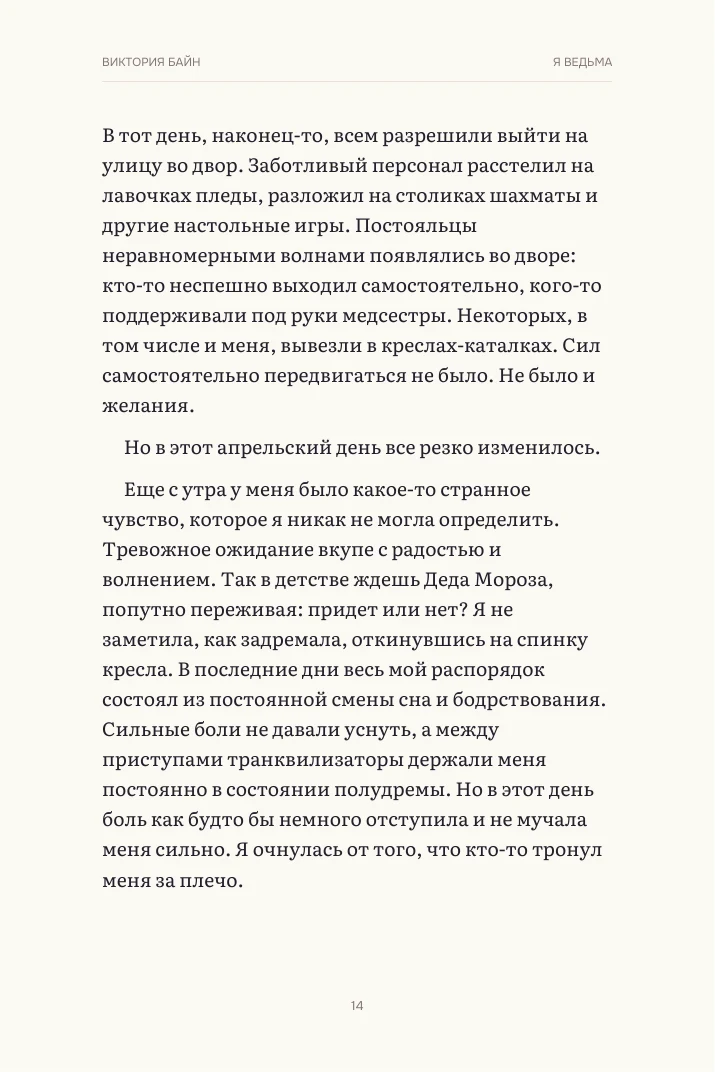 ВИКТОРИЯ БАЙН
Я ВЕДЬМА
В тот день, наконец-то, всем разрешили выйти на
улицу во двор. Заботливый персонал расстелил на
лавочках пледы, разложил на столиках шахматы и
другие настольные игры. Постояльцы
неравномерными волнами появлялись во дворе:
кто-то неспешно выходил самостоятельно, кого-то
поддерживали под руки медсестры. Некоторых, в
том числе и меня, вывезли в креслах-каталках. Сил
самостоятельно передвигаться не было. Не было и
желания.
Но в этот апрельский день все резко изменилось.
Еще с утра у меня было какое-то странное
чувство, которое я никак не могла определить.
Тревожное ожидание вкупе с радостью и
волнением. Так в детстве ждешь Деда Мороза,
попутно переживая: придет или нет? Я не
заметила, как задремала, откинувшись на спинку
кресла. В последние дни весь мой распорядок
состоял из постоянной смены сна и бодрствования.
Сильные боли не давали уснуть, а между
приступами транквилизаторы держали меня
постоянно в состоянии полудремы. Но в этот день
боль как будто бы немного отступила и не мучала
меня сильно. Я очнулась от того, что кто-то тронул
меня за плечо.
14